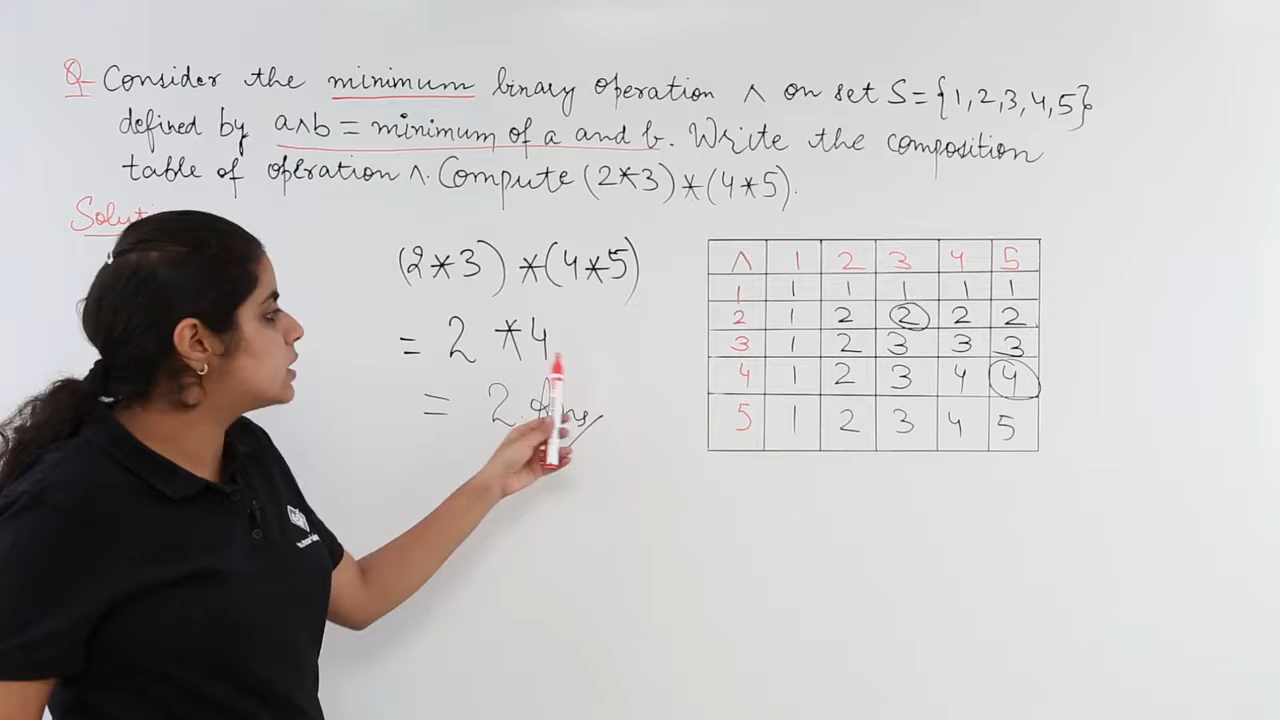 Q Consider the minimum binary operation ∧ on set S = {1, 2, 3, 4, 5}
defined by a∧b = minimum of a and b. Write the composition
table of operation ∧. Compute (2*3)*(4*5).
(2*3)*(4*5)
= 2 * 4
= 2. Ans
∧ 1 2 3 4 5
1 1 1 1 1 1
2 1 2 2 2 2
3 1 2 3 3 3
4 1 2 3 4 4
5 1 2 3 4 5